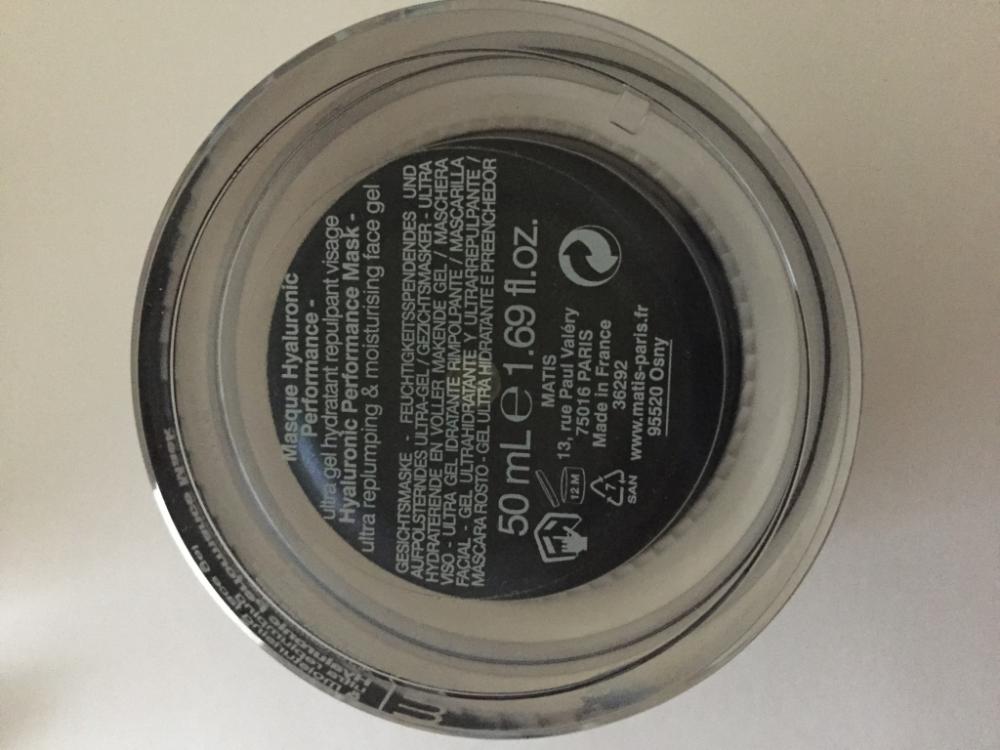 Masque Hyaluronic
Performance -
ultra gel hydratant repulpant visage
Hyaluronic Performance Mask -
ultra replumping & moisturising face gel
GESICHTSMASKE - FEUCHTIGKEITSSPENDENDES UND
AUFPOLSTERNDES ULTRA-GEL / GEZICHTSMASKER - ULTRA
HYDRATERENDE EN VOLLER MAKENDE GEL / MASCHERA
VISO - ULTRA GEL IDRATANTE RIMPOLPANTE / MASCARILLA
FACIAL - GEL ULTRAHIDRATANTE Y ULTRARREPULPANTE /
MÁSCARA ROSTO - GEL ULTRA HIDRATANTE E PREENCHEDOR
50 mL e 1.69 fl.oz.
12 M
MATIS
13, rue Paul Valéry
75016 PARIS
Made in France
36292
www.matis-paris.fr
95520 Osny
7
SAN